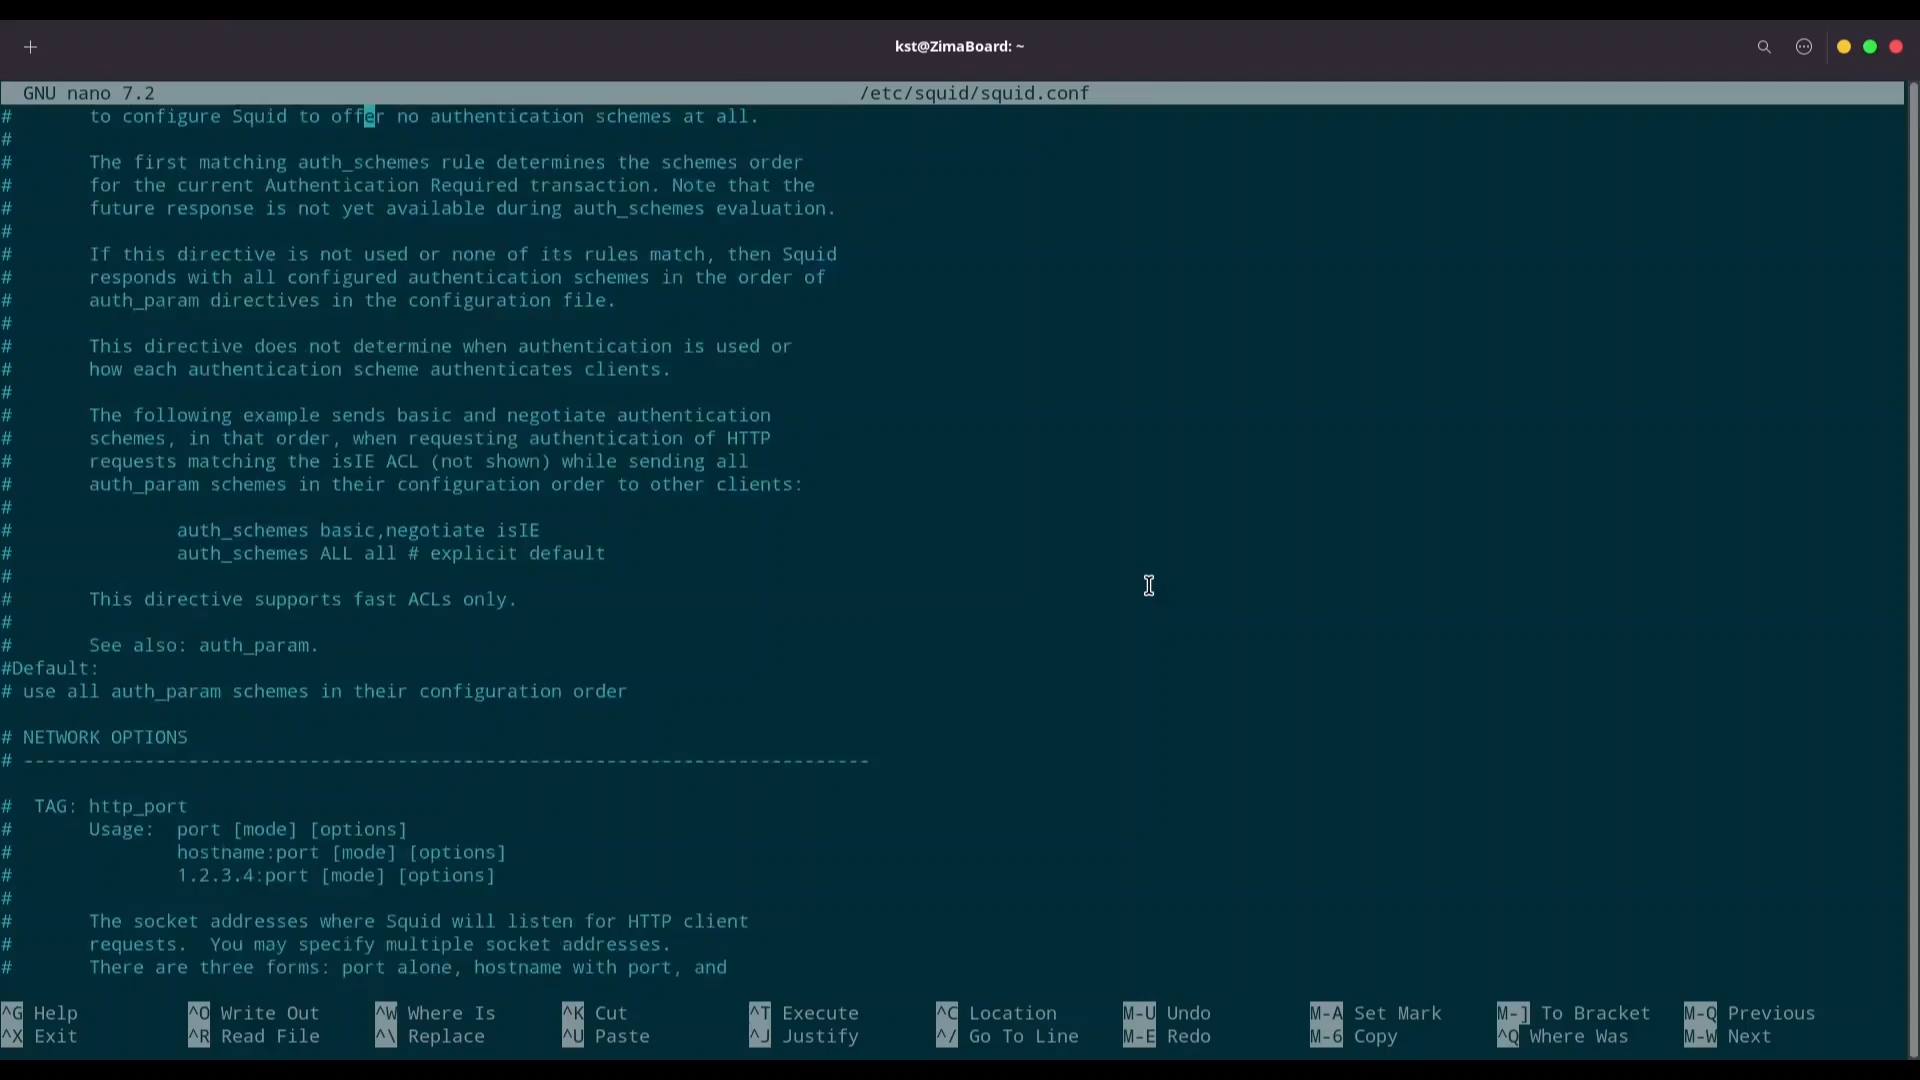 kst@ZimaBoard: ~
GNU nano 7.2 /etc/squid/squid.conf
#       to configure Squid to offer no authentication schemes at all.
#
#       The first matching auth_schemes rule determines the schemes order
#       for the current Authentication Required transaction. Note that the
#       future response is not yet available during auth_schemes evaluation.
#
#       If this directive is not used or none of its rules match, then Squid
#       responds with all configured authentication schemes in the order of
#       auth_param directives in the configuration file.
#
#       This directive does not determine when authentication is used or
#       how each authentication scheme authenticates clients.
#
#       The following example sends basic and negotiate authentication
#       schemes, in that order, when requesting authentication of HTTP
#       requests matching the isIE ACL (not shown) while sending all
#       auth_param schemes in their configuration order to other clients:
#
#               auth_schemes basic,negotiate isIE
#               auth_schemes ALL all # explicit default
#
#       This directive supports fast ACLs only.
#
#       See also: auth_param.
#Default:
# use all auth_param schemes in their configuration order
# NETWORK OPTIONS
# -----------------------------------------------------------------------------
#  TAG: http_port
#       Usage:  port [mode] [options]
#               hostname:port [mode] [options]
#               1.2.3.4:port [mode] [options]
#
#       The socket addresses where Squid will listen for HTTP client
#       requests.  You may specify multiple socket addresses.
#       There are three forms: port alone, hostname with port, and
^G Help ^O Write Out ^W Where Is ^K Cut ^T Execute ^C Location M-U Undo M-A Set Mark M-] To Bracket M-Q Previous
^X Exit ^R Read File ^\ Replace ^U Paste ^J Justify ^/ Go To Line M-E Redo M-6 Copy ^Q Where Was M-W Next